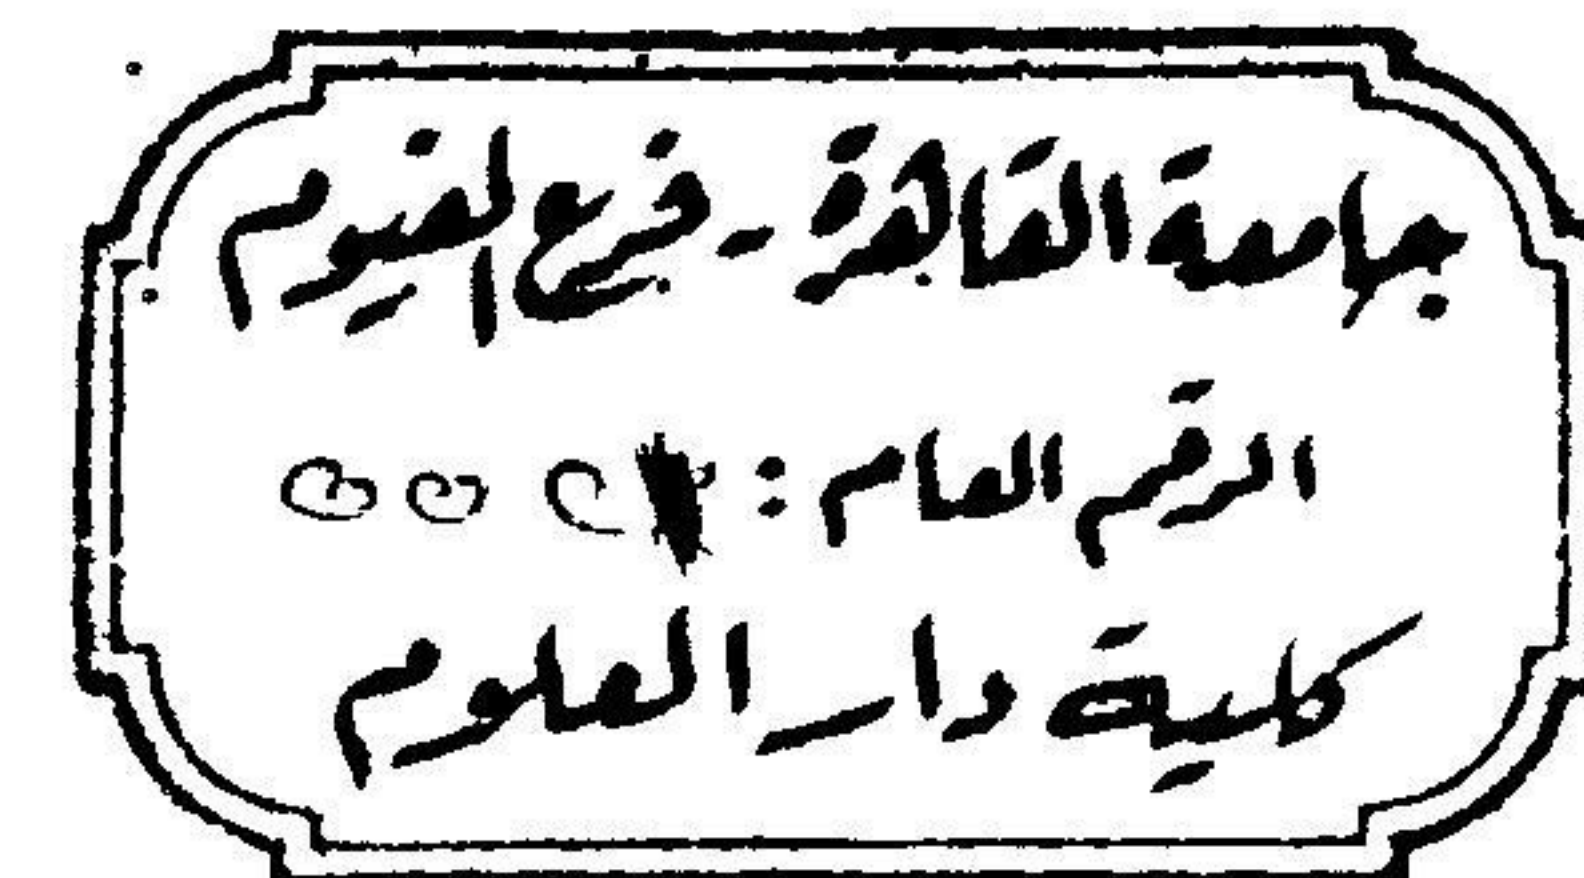 جامعة القاهرة - فرع الفيوم
الرقم العام :
كلية دار العلوم